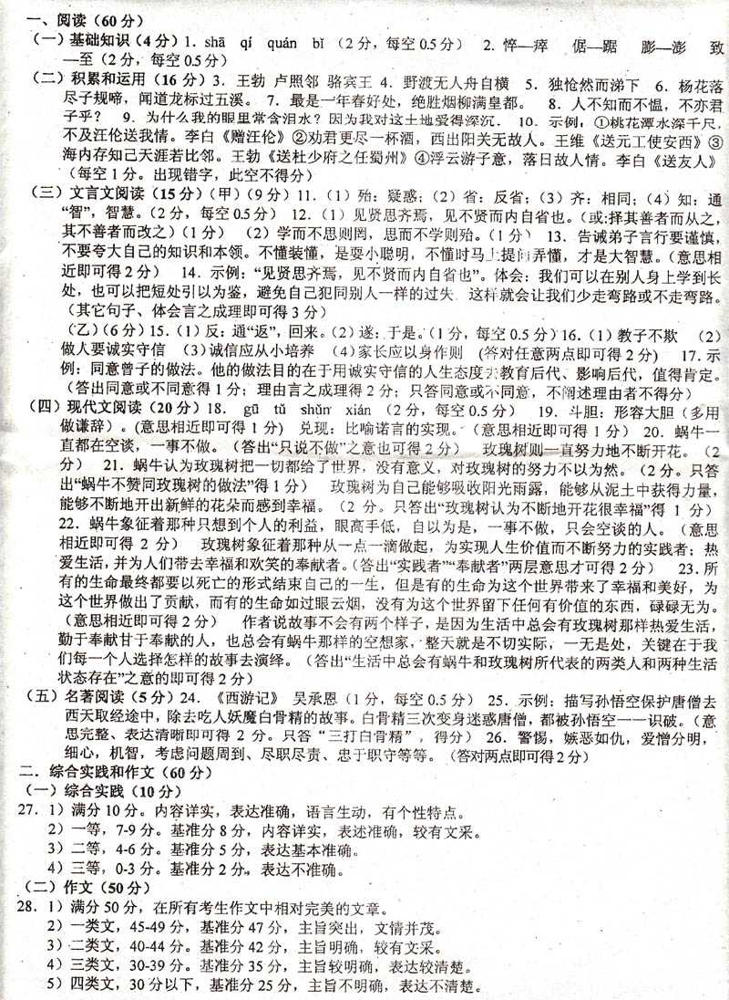 一、阅读（60分）
（一）基础知识（4分）1．shā qí quán bǐ（2分，每空0.5分） 2．悴—瘁 倨—踞 膨—澎 致
—至（2分，每空0.5分）
（二）积累和运用（16分）3．王勃 卢照邻 骆宾王 4．野渡无人舟自横 5．独怆然而涕下 6．杨花落
尽子规啼，闻道龙标过五溪。 7．最是一年春好处，绝胜烟柳满皇都。 8．人不知而不愠，不亦君
子乎？ 9．为什么我的眼里常含泪水？因为我对这土地爱得深沉． 10．示例，①桃花潭水深千尺，
不及汪伦送我情。李白《赠汪伦》②劝君更尽一杯酒，西出阳关无故人。王维《送元二使安西》③
海内存知己天涯若比邻。王勃《送杜少府之任蜀州》④浮云游子意，落日故人情。李白《送友人》
（每空1分。出现错字，此空不得分）
（三）文言文阅读（15分）（甲）（9分）11．（1）殆：疑惑；（2）省：反省；（3）齐：相同；（4）知：通
“智”，智慧。（2分，每空0.5分） 12．（1）见贤思齐焉，见不贤而内自省也。（或:择其善者而从之，
其不善者而改之）（1分） （2）学而不思则罔，思而不学则殆。（1分） 13．告诫弟子言行要谨慎，
不要夸大自己的知识和本领。不懂装懂，是耍小聪明，不懂时马上提问弄懂，才是大智慧。（意思相
近即可得2分） 14．示例：“见贤思齐焉，见不贤而内自省也”。体会：我们可以在别人身上学到长
处，也可以把短处引以为鉴，避免自己犯同别人一样的过失．这样就会让我们少走弯路或不走弯路。
（其它句子、体会言之成理即可得3分）
（乙）（6分）15．（1）反：通“返”，回来。（2）遂：于是。（1分，每空0.5分）16．（1）教子不欺 （2）
做人要诚实守信 （3）诚信应从小培养 （4）家长应以身作则 （答对任意两点即可得2分） 17．示
例：同意曾子的做法。他的做法目的在于用诚实守信的人生态度去教育后代、影响后代，值得肯定。
（答出同意或不同意得1分；理由言之成理得2分；只答同意或不同意，不阐述理由者不得分）
（四）现代文阅读（20分）18． gū tǔ shǔn xián （2分，每空0.5分） 19．斗胆：形容大胆（多用
做谦辞）。（意思相近即可得1分） 兑现：比喻诺言的实现。（意思相近即可得1分） 20．蜗牛一
直都在空谈，一事不做。（答出“只说不做”之意也可得2分） 玫瑰树则一直努力地不断开花。（2
分） 21．蜗牛认为玫瑰树把一切都给了世界，没有意义，对玫瑰树的努力不以为然。（2分。只答
出“蜗牛不赞同玫瑰树的做法”得1分） 玫瑰树为自己能够吸收阳光雨露，能够从泥土中获得力量，
能够不断地开出新鲜的花朵而感到幸福。（2分。只答出“玫瑰树认为不断地开花很幸福”得 1 分）
22．蜗牛象征着那种只想到个人的利益，眼高手低，自以为是，一事不做，只会空谈的人。（意思
相近即可得 2 分） 玫瑰树象征着那种从一点一滴做起，为实现人生价值而不断努力的实践者；热
爱生活，并为人们带去幸福和欢笑的奉献者。（答出“实践者”“奉献者”两层意思才可得2分） 23．所
有的生命最终都要以死亡的形式结束自己的一生，但是有的生命为这个世界带来了幸福和美好，为
这个世界做出了贡献，而有的生命如过眼云烟，没有为这个世界留下任何有价值的东西，碌碌无为。
（意思相近即可得2分） 作者说故事不会有两个样子，是因为生活中总会有玫瑰树那样热爱生活，
勤于奉献甘于奉献的人，也总会有蜗牛那样的空想家，整天就是不切实际，一无是处，关键在于我
们每一个人选择怎样的故事去演绎。（答出“生活中总会有蜗牛和玫瑰树所代表的两类人和两种生活
状态存在”之意的即可得2分）
（五）名著阅读（5分）24．《西游记》 吴承恩（1分，每空0.5分） 25．示例：描写孙悟空保护唐僧去
西天取经途中，除去吃人妖魔白骨精的故事。白骨精三次变身迷惑唐僧，都被孙悟空一一识破。（意
思完整、表达清晰即可得 2 分。只答“三打白骨精”，得分） 26．警惕，嫉恶如仇，爱憎分明，
细心，机智，考虑问题周到、尽职尽责、忠于职守等等。（答对两点即可得2分）
二．综合实践和作文（60分）
（一）综合实践（10分）
27．1）满分10分。内容详实，表达准确，语言生动，有个性特点。
2）一等，7-9分。基准分8分，内容详实，表述准确，较有文采。
3）二等，4-6分。基准分5分，表达基本准确。
4）三等，0-3分。基准分2分，表达不准确。
（二）作文（50分）
28．1）满分50分，在所有考生作文中相对完美的文章。
2）一类文，45-49分，基准分47分，主旨突出，文情并茂。
3）二类文，40-44分。基准分42分，主旨明确，较有文采。
4）三类文，30-39分。基准分35分，主旨较明确，表达较清楚。
5）四类文，30分以下，基准分25分，主旨不明确，表达不清楚。